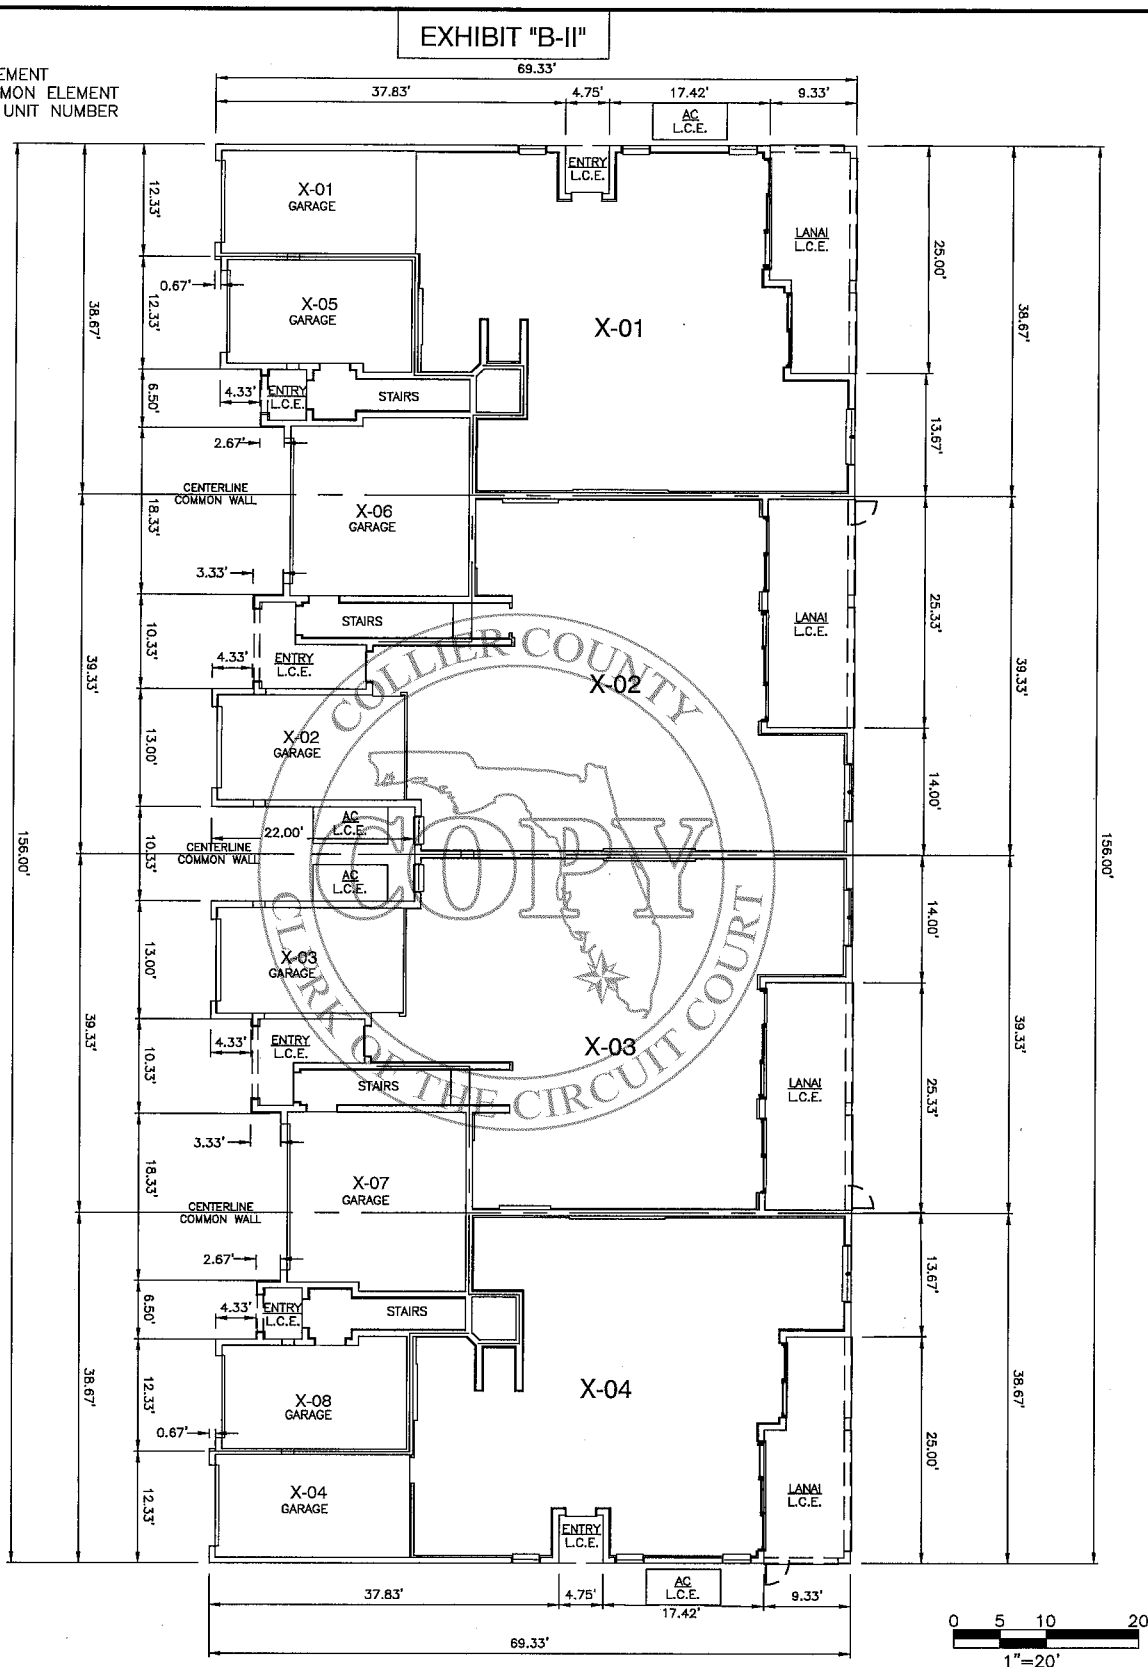 EXHIBIT "B-II"
EMENT
MON ELEMENT
UNIT NUMBER
69.33'
37.83'
4.75'
17.42'
9.33'
AC
L.C.E.
ENTRY
L.C.E.
X-01
GARAGE
12.33'
LANAI
L.C.E.
25.00'
0.67'
X-05
GARAGE
12.33'
38.67'
X-01
38.67'
4.33'
ENTRY
L.C.E.
STAIRS
6.50'
13.67'
2.67'
CENTERLINE
COMMON WALL
18.33'
X-06
GARAGE
3.33'
25.33'
LANAI
L.C.E.
STAIRS
10.33'
4.33'
ENTRY
L.C.E.
39.33'
39.33'
X-02
COLLIER COUNTY
X-02
GARAGE
13.00'
14.00'
AC
L.C.E.
22.00'
156.00'
156.00'
CENTERLINE
COMMON WALL
10.33'
COPY
AC
L.C.E.
14.00'
X-03
GARAGE
13.00'
CLERK OF THE CIRCUIT COURT
4.33'
ENTRY
L.C.E.
39.33'
39.33'
X-03
10.33'
STAIRS
LANAI
L.C.E.
25.33'
3.33'
18.33'
X-07
GARAGE
CENTERLINE
COMMON WALL
2.67'
13.67'
6.50'
4.33'
ENTRY
L.C.E.
STAIRS
38.67'
38.67'
12.33'
X-08
GARAGE
X-04
0.67'
25.00'
12.33'
X-04
GARAGE
LANAI
L.C.E.
ENTRY
L.C.E.
AC
L.C.E.
37.83'
4.75'
17.42'
9.33'
69.33'
0 5 10 20
1"=20'